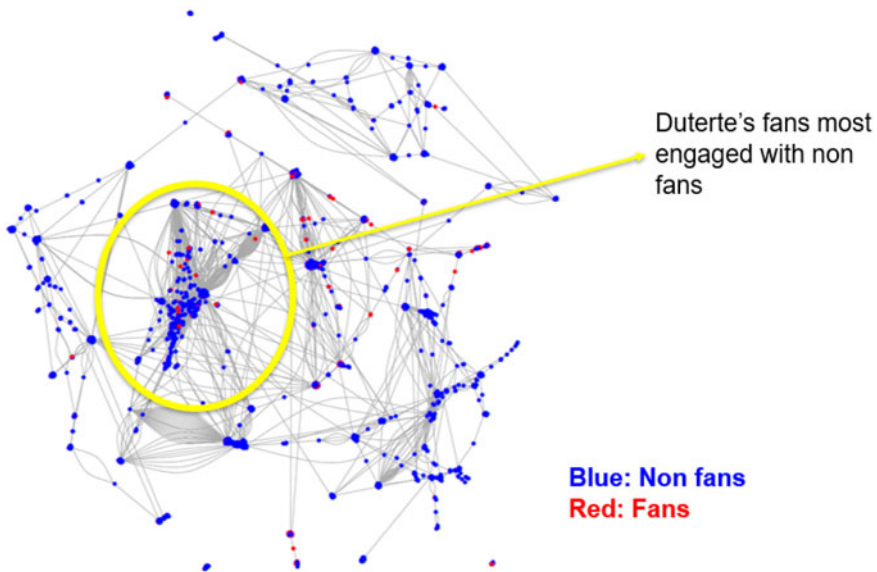 Duterte's fans most
engaged with non
fans
Blue: Non fans
Red: Fans